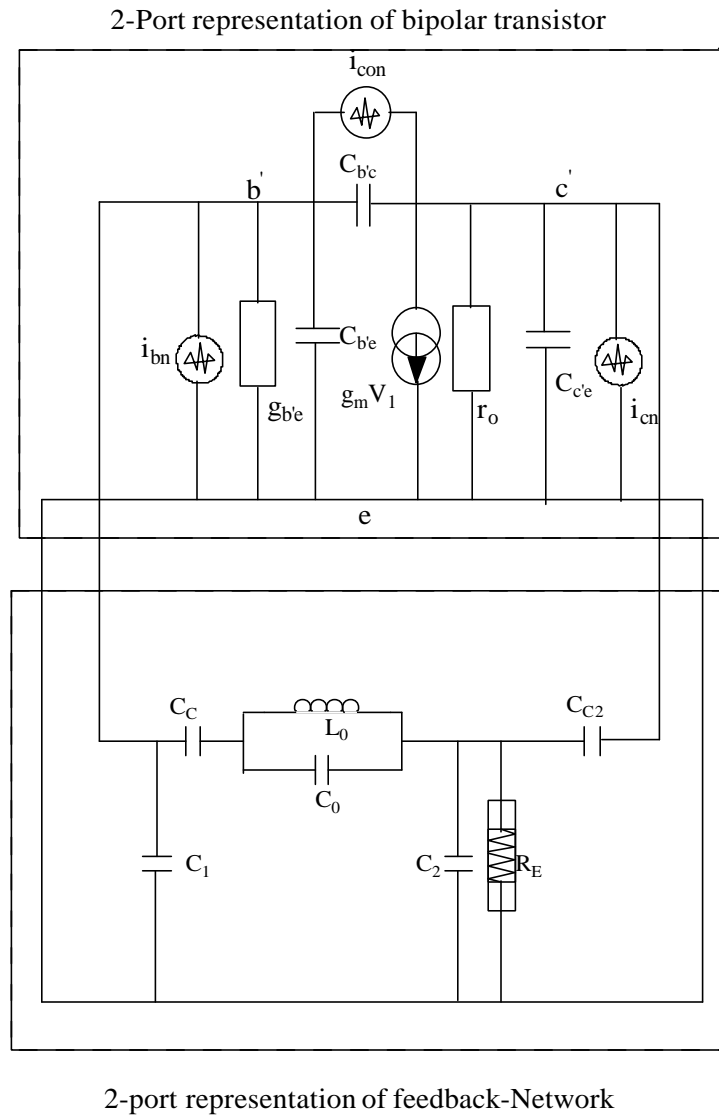 2-Port representation of bipolar transistor
i_con
C_b'c
b'
c'
i_bn
g_b'e
C_b'e
g_mV_1
r_o
C_c'e
i_cn
e
C_C
L_0
C_0
C_C2
C_1
C_2
R_E
2-port representation of feedback-Network